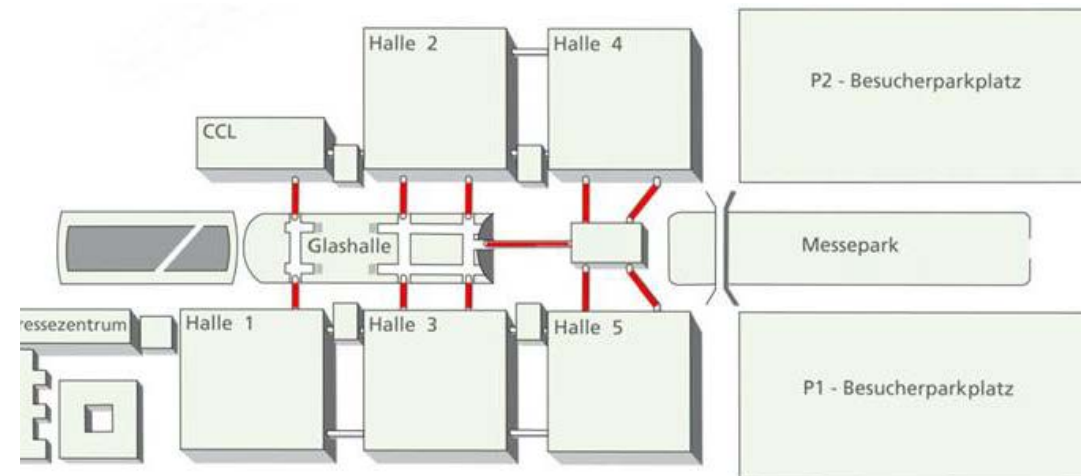 Halle 2
Halle 4
P2 - Besucherparkplatz
CCL
Glashalle
Messepark
ressezentrum
Halle 1
Halle 3
Halle 5
P1 - Besucherparkplatz